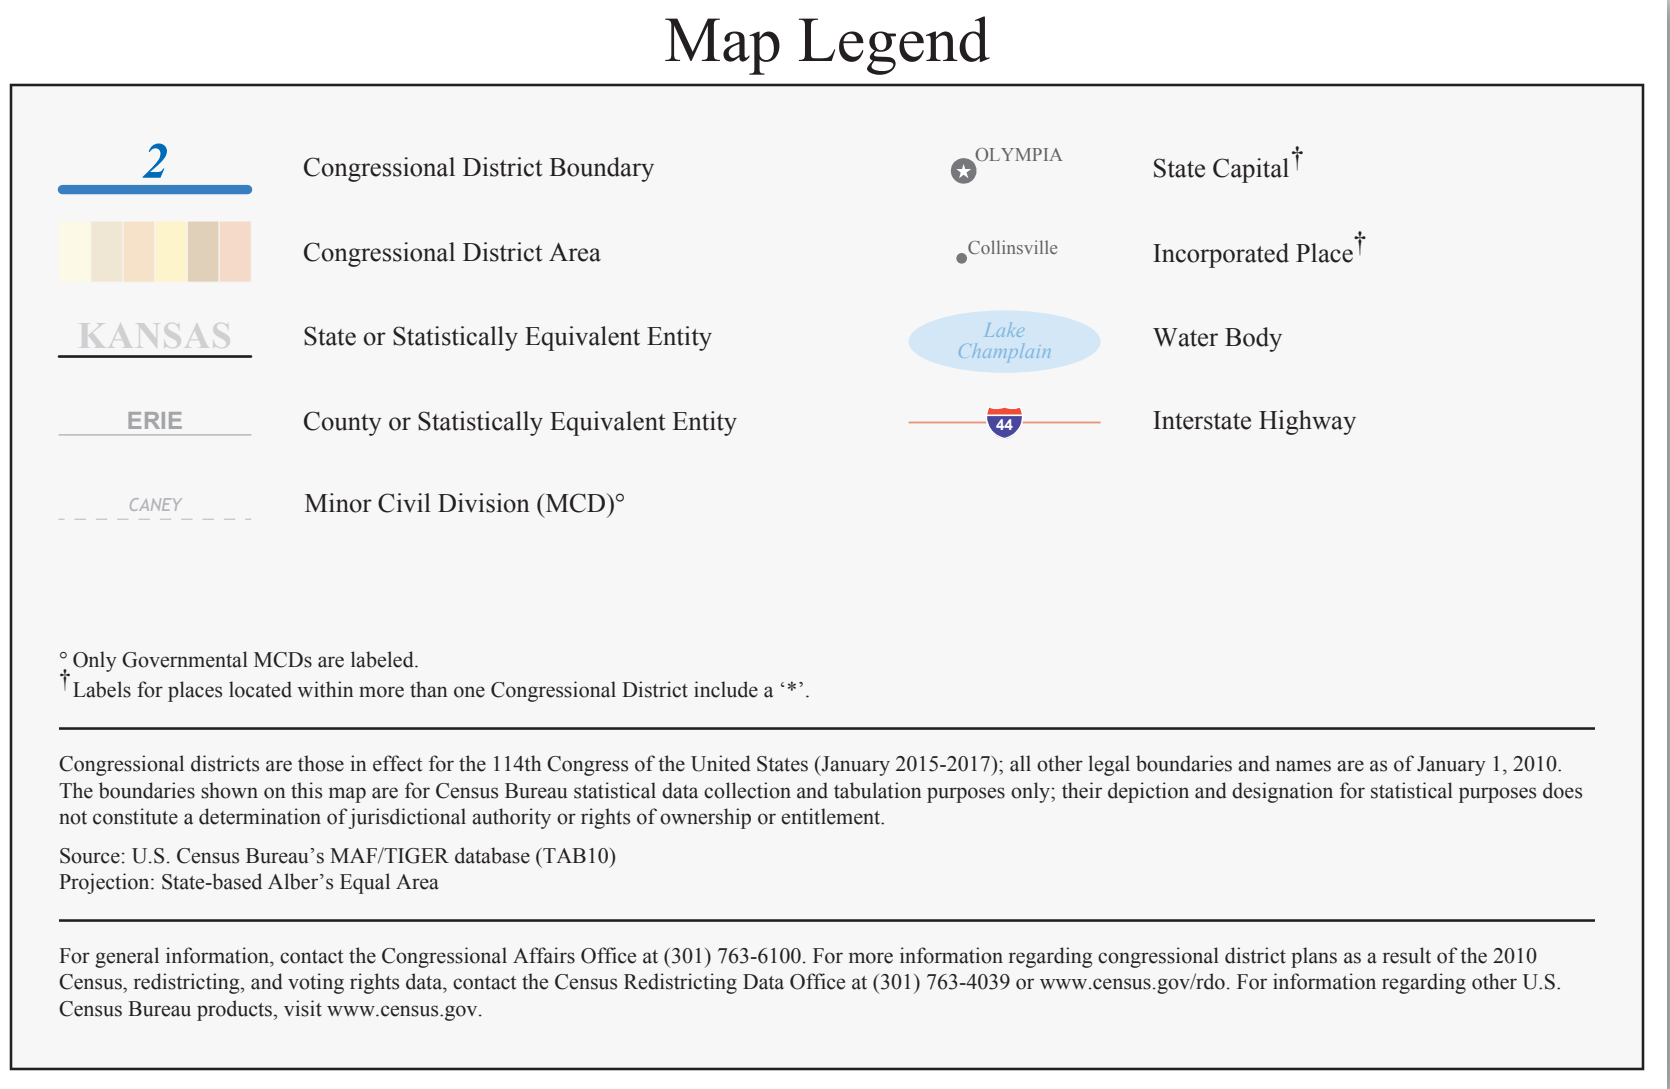 Map Legend
2
Congressional District Boundary
Congressional District Area
KANSAS
State or Statistically Equivalent Entity
ERIE
County or Statistically Equivalent Entity
CANEY
Minor Civil Division (MCD)°
OLYMPIA
State Capital†
Collinsville
Incorporated Place†
Lake
Champlain
Water Body
44
Interstate Highway
° Only Governmental MCDs are labeled.
† Labels for places located within more than one Congressional District include a ‘*’.
Congressional districts are those in effect for the 114th Congress of the United States (January 2015-2017); all other legal boundaries and names are as of January 1, 2010.
The boundaries shown on this map are for Census Bureau statistical data collection and tabulation purposes only; their depiction and designation for statistical purposes does
not constitute a determination of jurisdictional authority or rights of ownership or entitlement.
Source: U.S. Census Bureau’s MAF/TIGER database (TAB10)
Projection: State-based Alber’s Equal Area
For general information, contact the Congressional Affairs Office at (301) 763-6100. For more information regarding congressional district plans as a result of the 2010
Census, redistricting, and voting rights data, contact the Census Redistricting Data Office at (301) 763-4039 or www.census.gov/rdo. For information regarding other U.S.
Census Bureau products, visit www.census.gov.